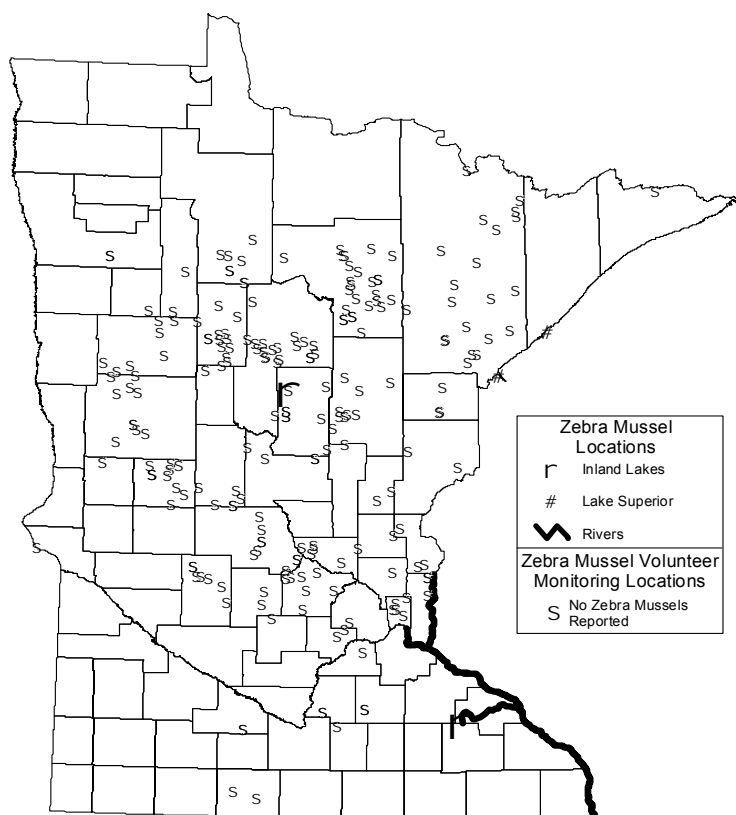 Zebra Mussel
Locations
r Inland Lakes
# Lake Superior
Rivers
Zebra Mussel Volunteer
Monitoring Locations
S No Zebra Mussels
Reported